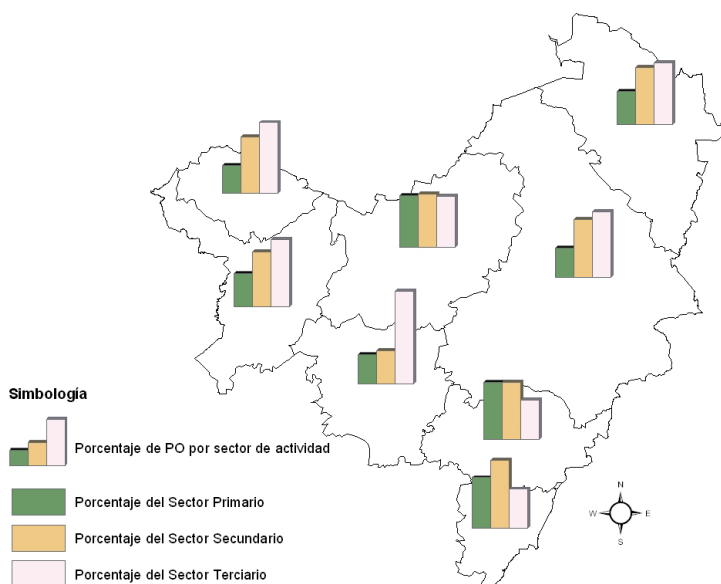 Simbología
Porcentaje de PO por sector de actividad
Porcentaje del Sector Primario
Porcentaje del Sector Secundario
Porcentaje del Sector Terciario
N
W E
S